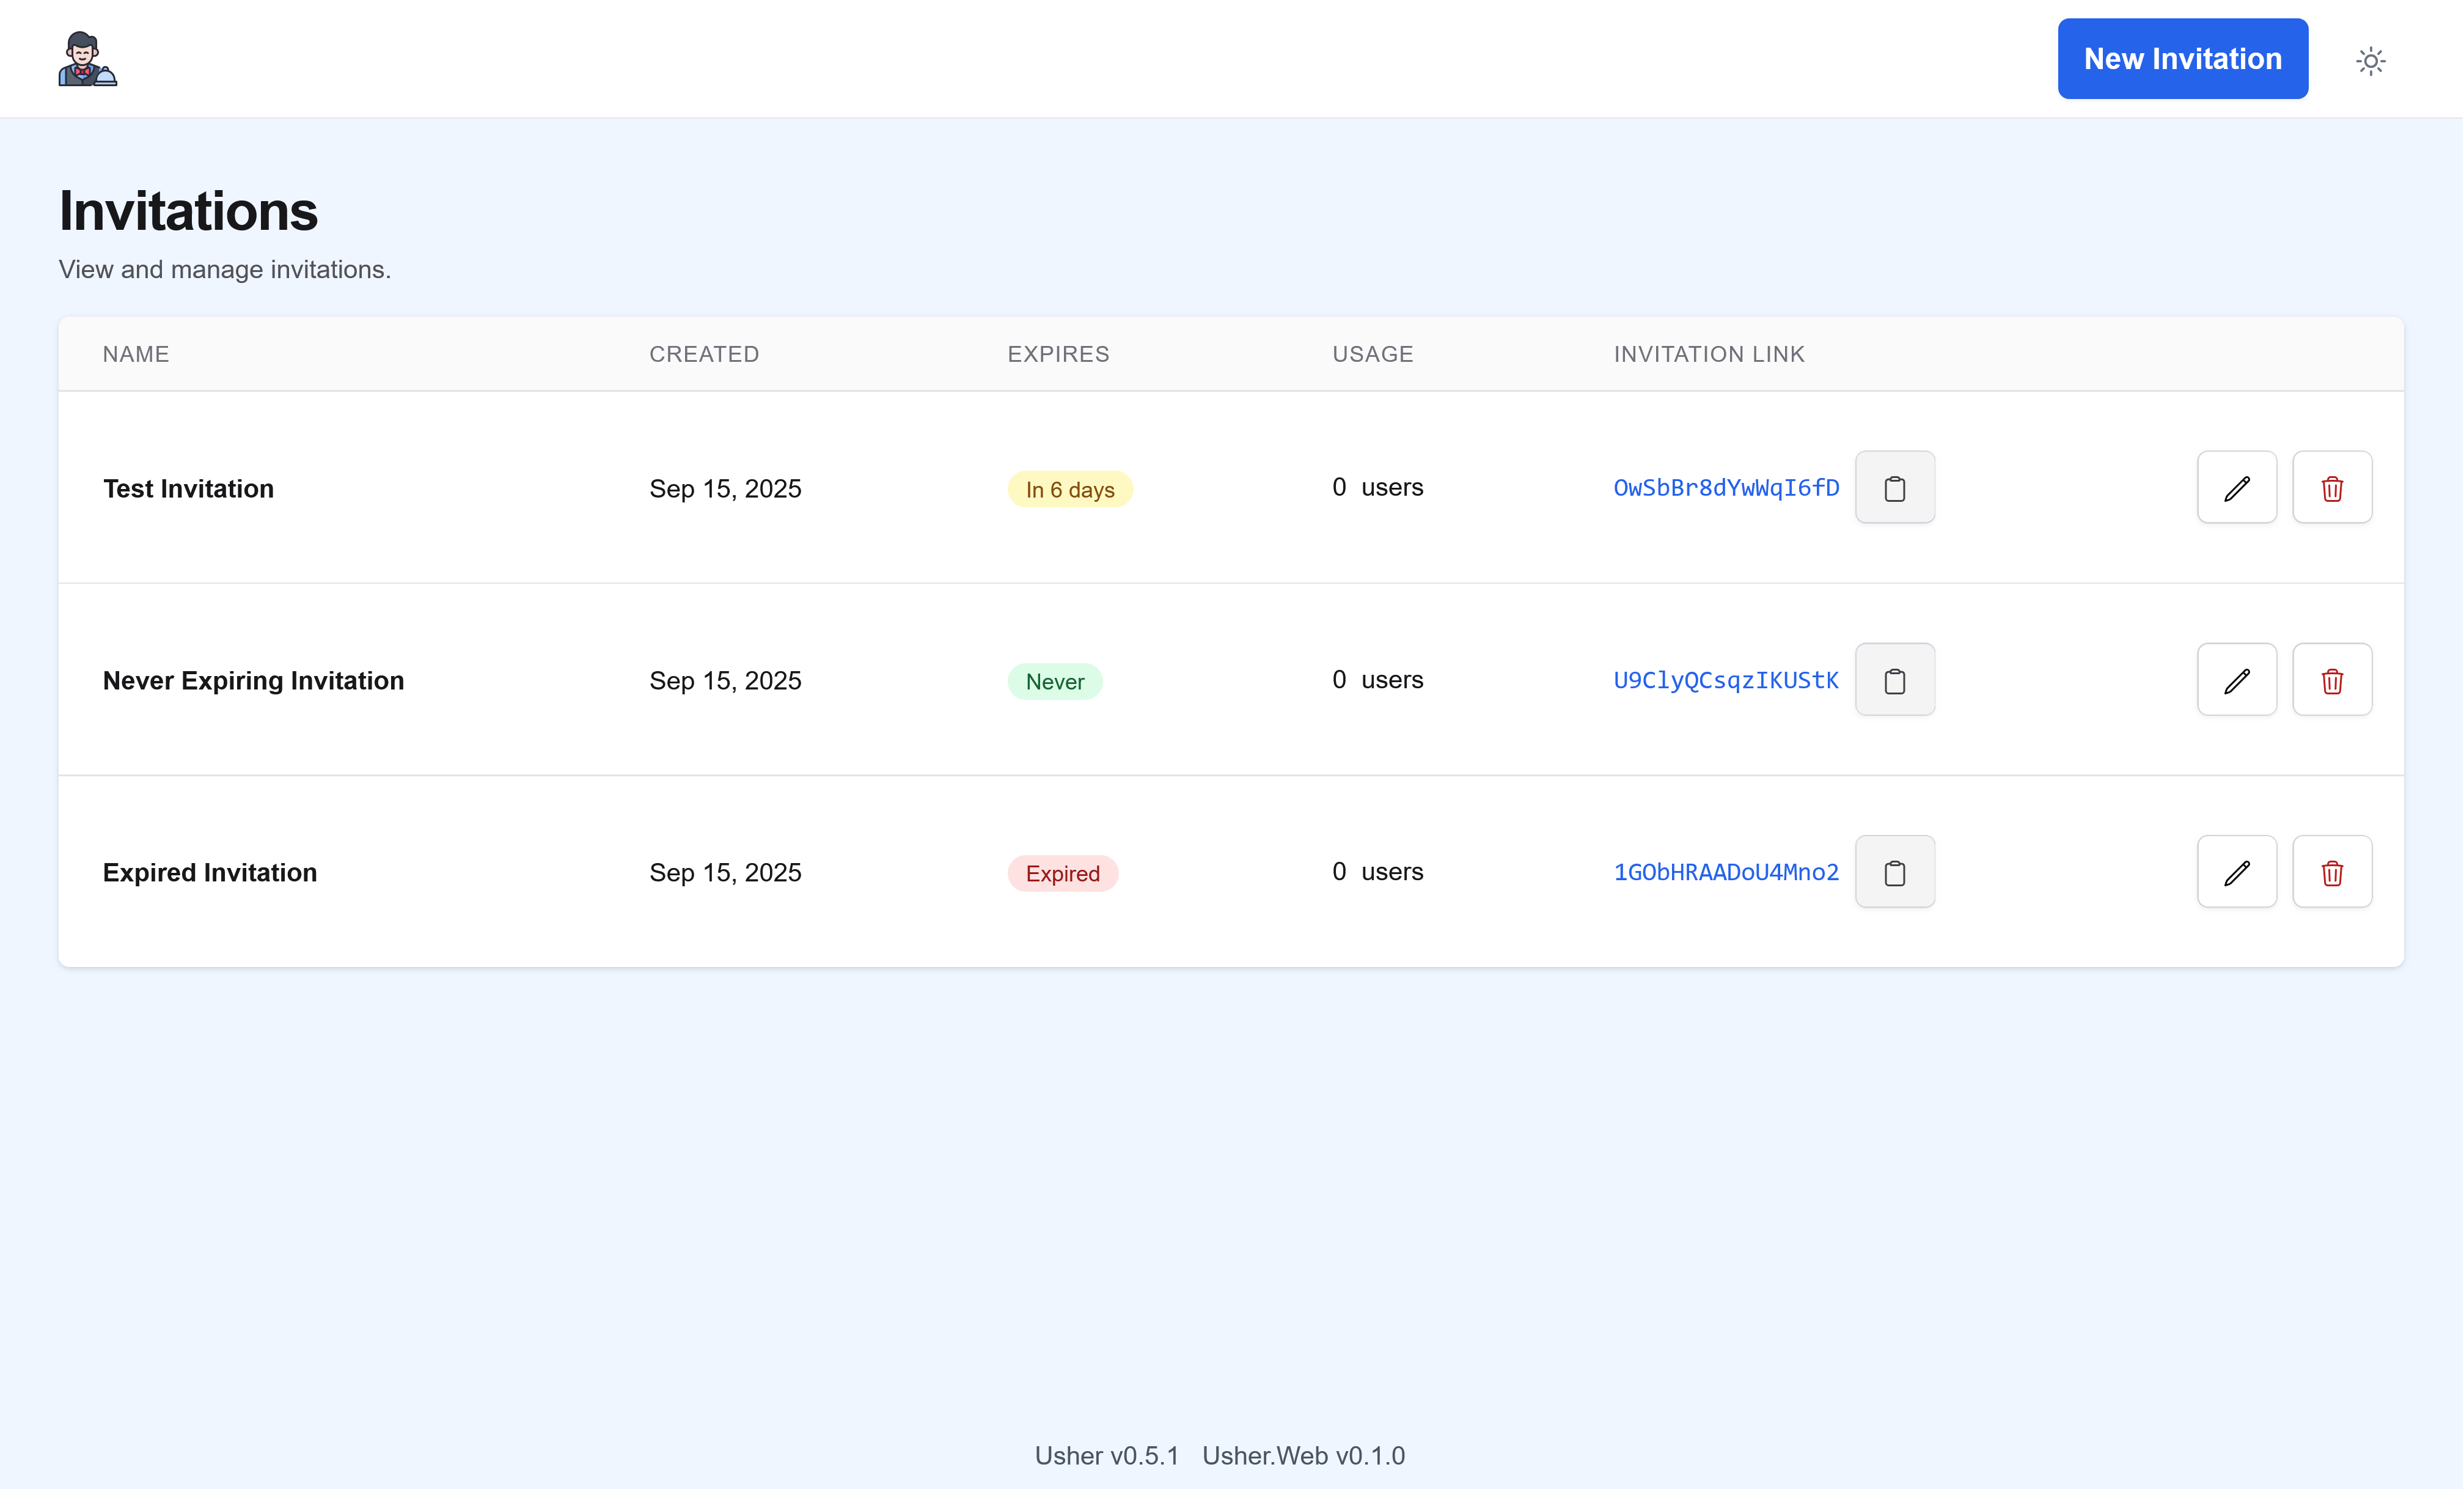 New Invitation
Invitations
View and manage invitations.
NAME CREATED EXPIRES USAGE INVITATION LINK
Test Invitation Sep 15, 2025 In 6 days 0 users OwSbBr8dYwWqI6fD
Never Expiring Invitation Sep 15, 2025 Never 0 users U9ClyQCsqzIKUStK
Expired Invitation Sep 15, 2025 Expired 0 users 1GObHRAADoU4Mno2
Usher v0.5.1 Usher.Web v0.1.0